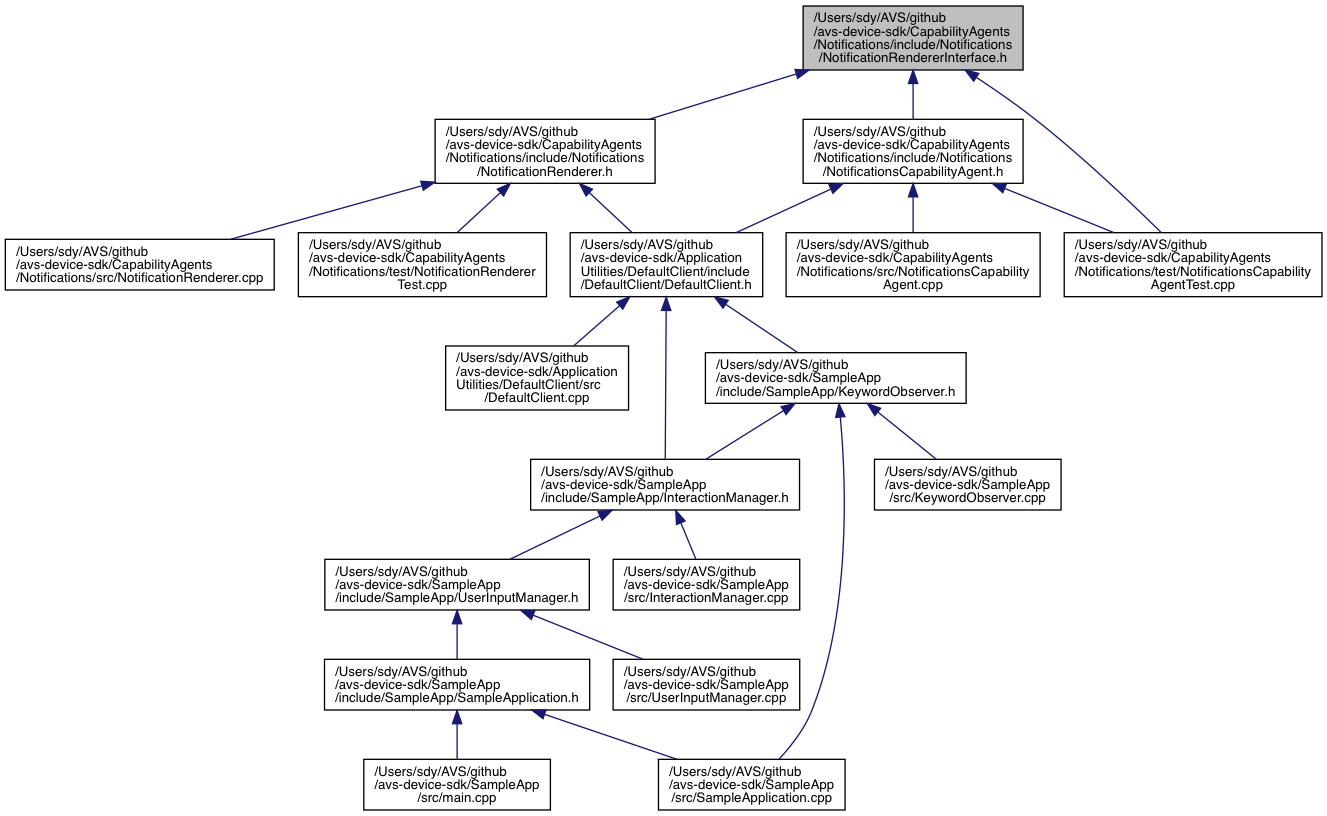 /Users/sdy/AVS/github
/avs-device-sdk/CapabilityAgents
/Notifications/include/Notifications
/NotificationRendererInterface.h
/Users/sdy/AVS/github
/avs-device-sdk/CapabilityAgents
/Notifications/include/Notifications
/NotificationRenderer.h
/Users/sdy/AVS/github
/avs-device-sdk/CapabilityAgents
/Notifications/include/Notifications
/NotificationsCapabilityAgent.h
/Users/sdy/AVS/github
/avs-device-sdk/CapabilityAgents
/Notifications/src/NotificationRenderer.cpp
/Users/sdy/AVS/github
/avs-device-sdk/CapabilityAgents
/Notifications/test/NotificationRenderer
Test.cpp
/Users/sdy/AVS/github
/avs-device-sdk/Application
Utilities/DefaultClient/include
/DefaultClient/DefaultClient.h
/Users/sdy/AVS/github
/avs-device-sdk/CapabilityAgents
/Notifications/src/NotificationsCapability
Agent.cpp
/Users/sdy/AVS/github
/avs-device-sdk/CapabilityAgents
/Notifications/test/NotificationsCapability
AgentTest.cpp
/Users/sdy/AVS/github
/avs-device-sdk/Application
Utilities/DefaultClient/src
/DefaultClient.cpp
/Users/sdy/AVS/github
/avs-device-sdk/SampleApp
/include/SampleApp/KeywordObserver.h
/Users/sdy/AVS/github
/avs-device-sdk/SampleApp
/include/SampleApp/InteractionManager.h
/Users/sdy/AVS/github
/avs-device-sdk/SampleApp
/src/KeywordObserver.cpp
/Users/sdy/AVS/github
/avs-device-sdk/SampleApp
/include/SampleApp/UserInputManager.h
/Users/sdy/AVS/github
/avs-device-sdk/SampleApp
/src/InteractionManager.cpp
/Users/sdy/AVS/github
/avs-device-sdk/SampleApp
/include/SampleApp/SampleApplication.h
/Users/sdy/AVS/github
/avs-device-sdk/SampleApp
/src/UserInputManager.cpp
/Users/sdy/AVS/github
/avs-device-sdk/SampleApp
/src/main.cpp
/Users/sdy/AVS/github
/avs-device-sdk/SampleApp
/src/SampleApplication.cpp